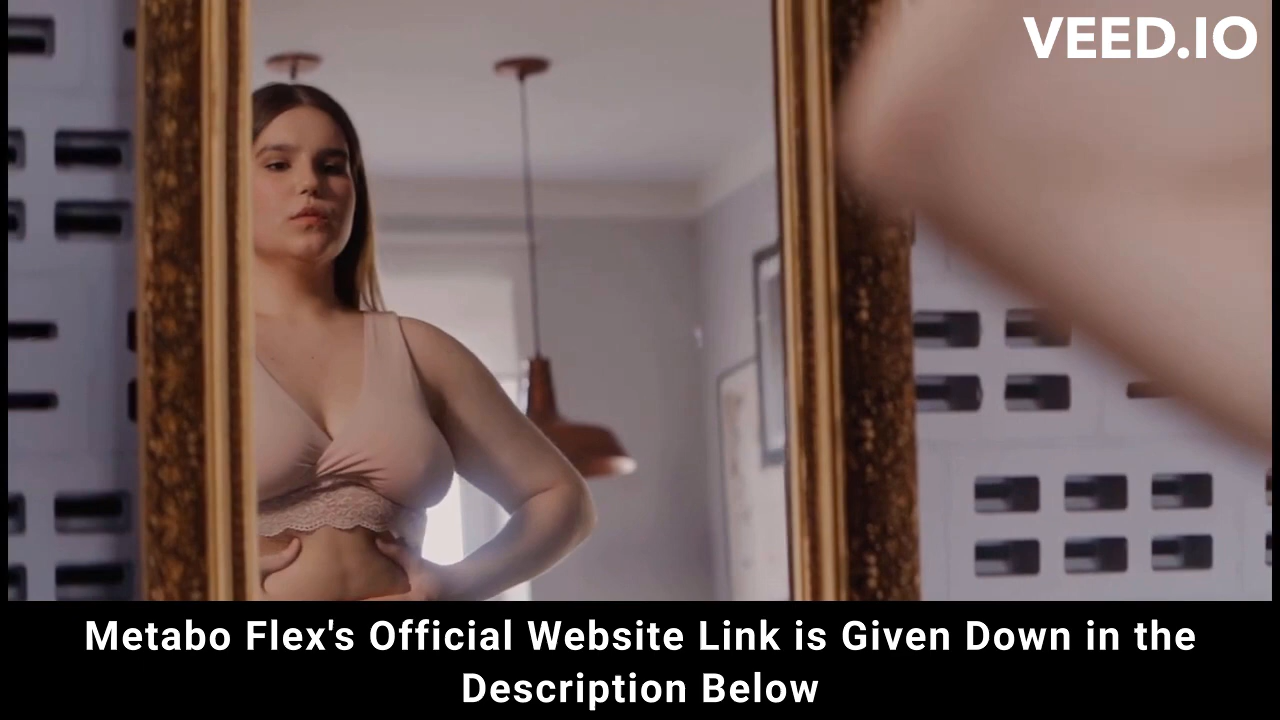 VEED.IO
Metabo Flex's Official Website Link is Given Down in the
Description Below